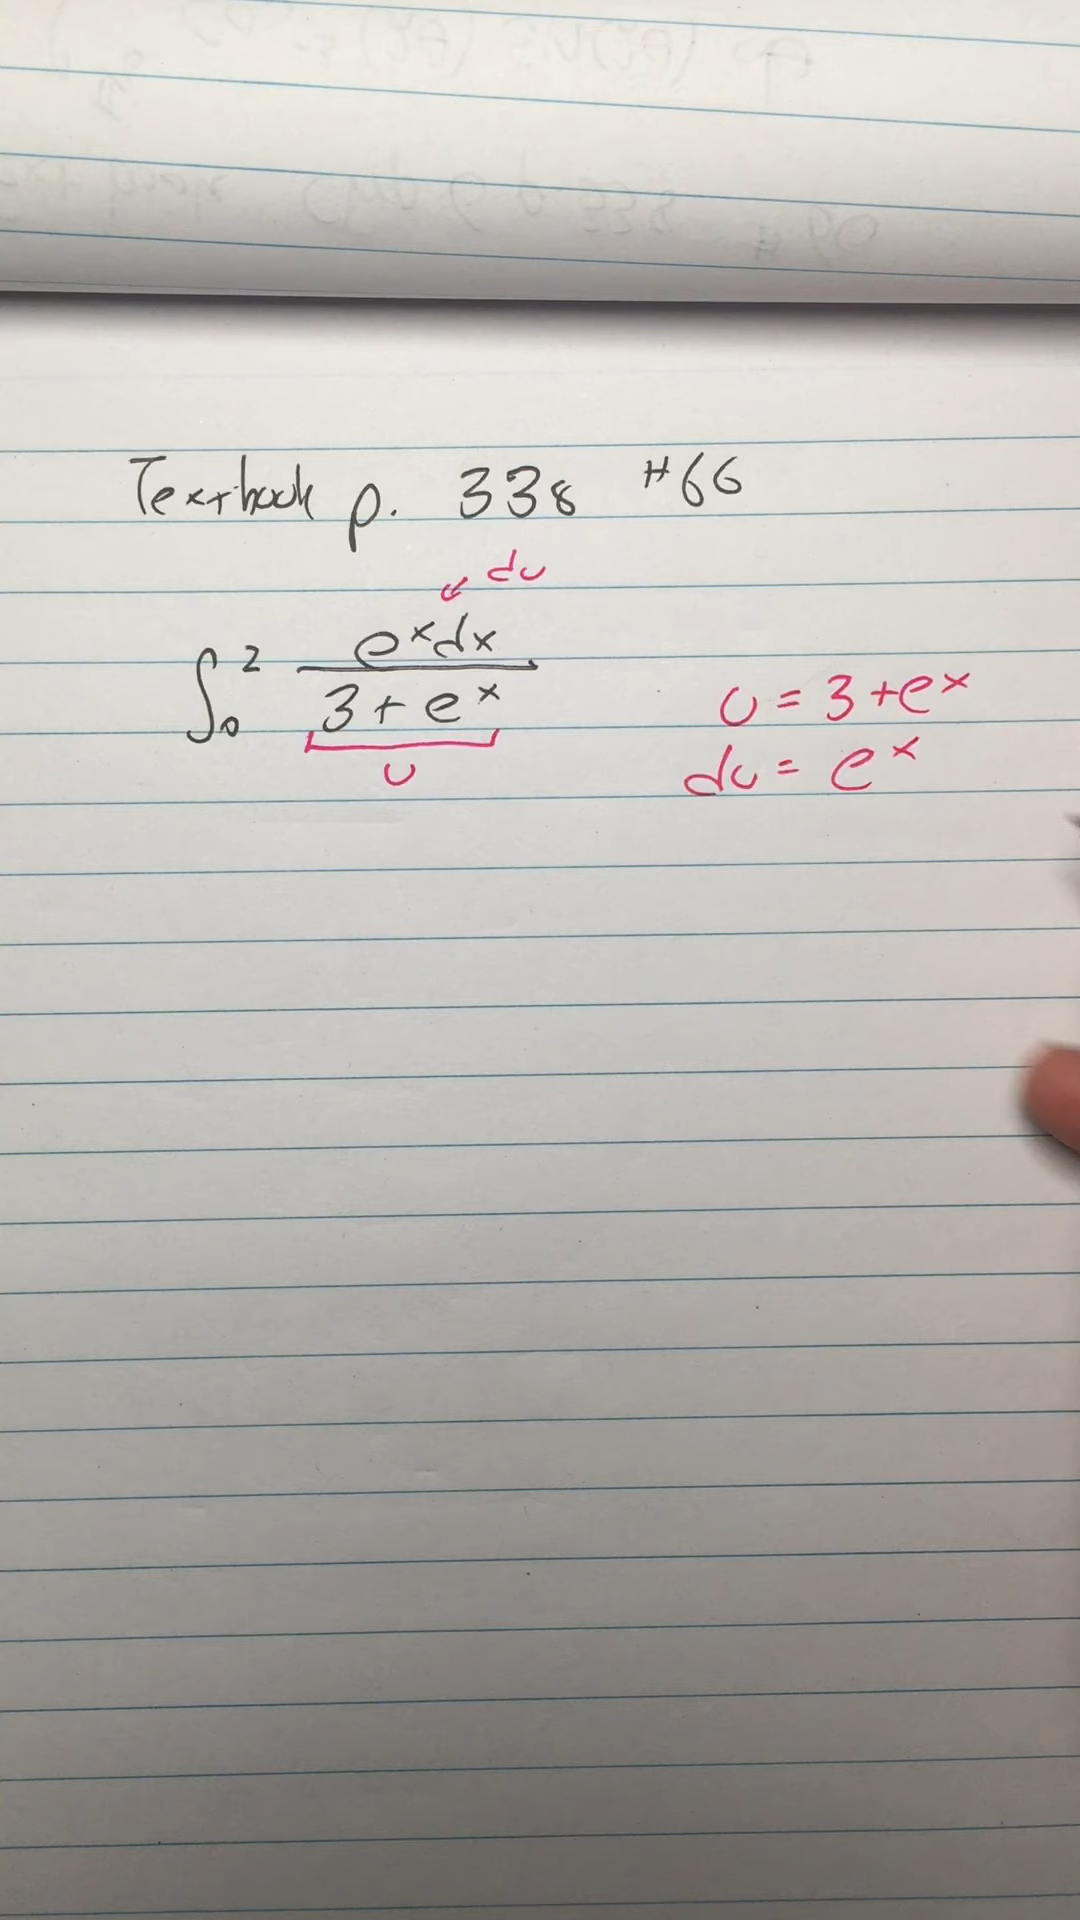 Textbook p. 338 #66
du
∫₀² eˣdx / 3 + eˣ
u
u = 3 + eˣ
du = eˣ